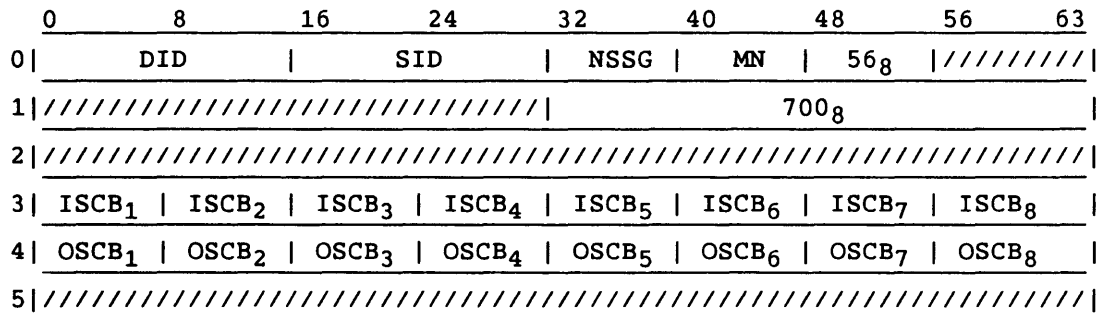 0 8 16 24 32 40 48 56 63
0| DID | SID | NSSG | MN | 56₈ |/////////|
1|///////////////////////////////| 700₈ |
2|/////////////////////////////////////////////////////////////////|
3| ISCB₁ | ISCB₂ | ISCB₃ | ISCB₄ | ISCB₅ | ISCB₆ | ISCB₇ | ISCB₈ |
4| OSCB₁ | OSCB₂ | OSCB₃ | OSCB₄ | OSCB₅ | OSCB₆ | OSCB₇ | OSCB₈ |
5|/////////////////////////////////////////////////////////////////|